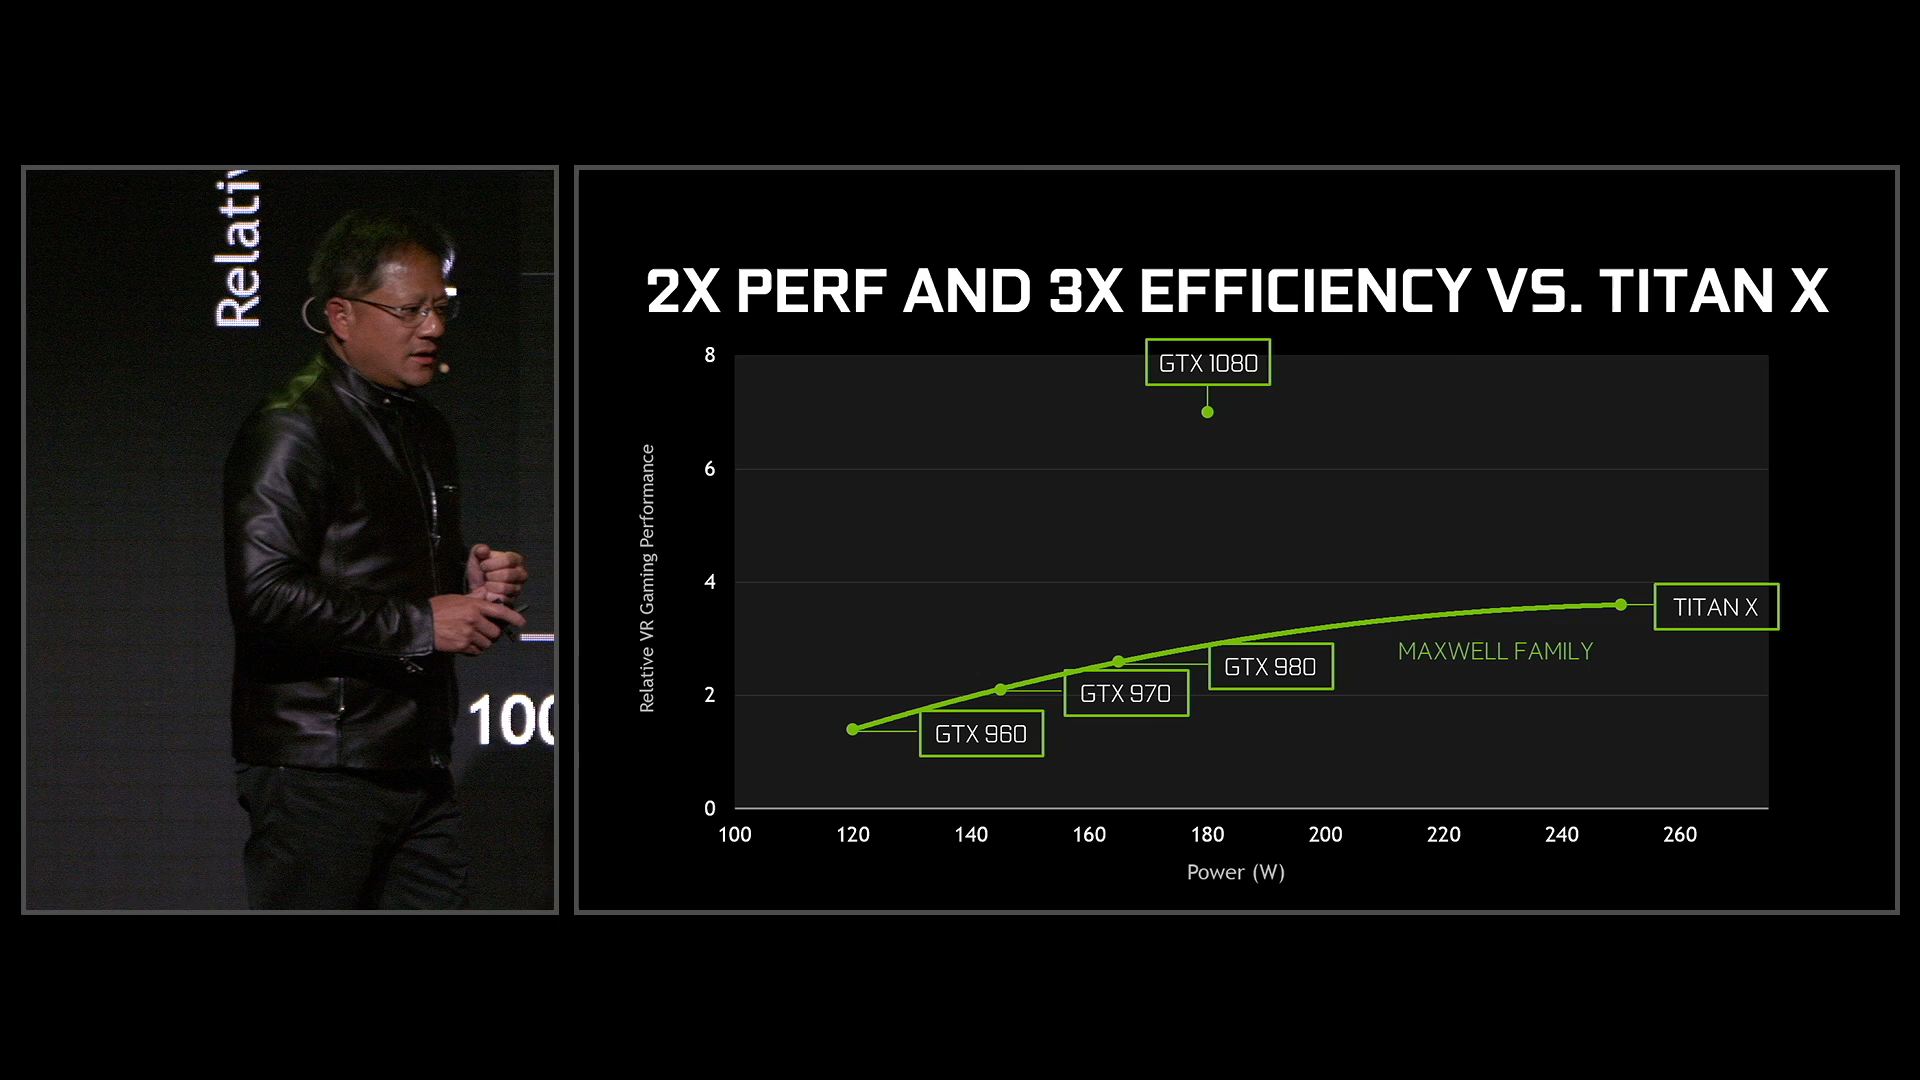 Relativ
100
2X PERF AND 3X EFFICIENCY VS. TITAN X
Relative VR Gaming Performance
8
6
4
2
0
GTX 1080
TITAN X
MAXWELL FAMILY
GTX 980
GTX 970
GTX 960
100 120 140 160 180 200 220 240 260
Power (W)